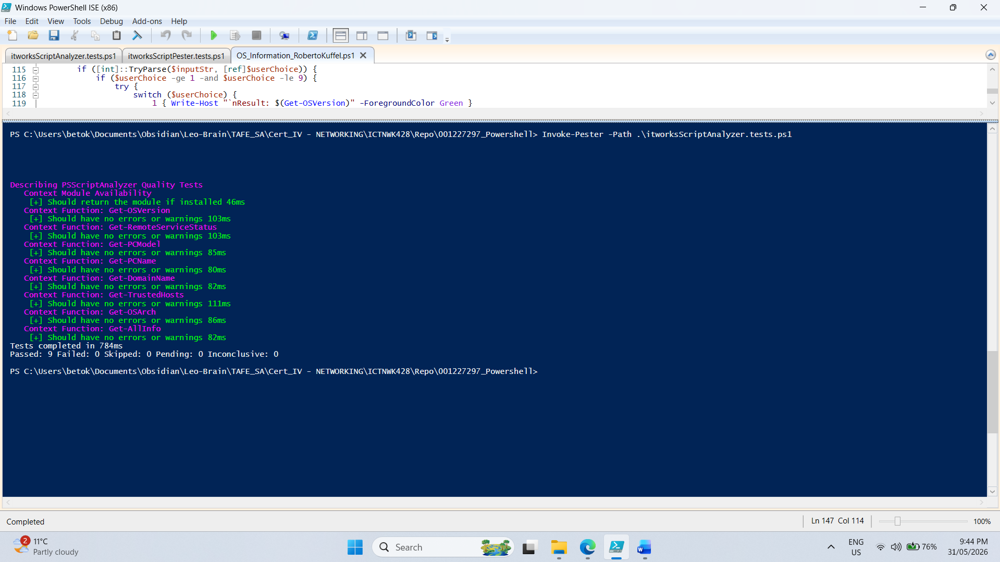 Windows PowerShell ISE (x86)
File Edit View Tools Debug Add-ons Help
itworksScriptAnalyzer.tests.ps1 itworksScriptPester.tests.ps1 OS_Information_RobertoKuffel.ps1
115 if ([int]::TryParse($inputStr, [ref]$userChoice)) {
116 if ($userChoice -ge 1 -and $userChoice -le 9) {
117 try {
118 switch ($userChoice) {
119 1 { Write-Host "`nResult: $(Get-OSVersion)" -ForegroundColor Green }
PS C:\Users\betok\Documents\Obsidian\Leo-Brain\TAFE_SA\Cert_IV - NETWORKING\ICTNWK428\Repo\001227297_Powershell> Invoke-Pester -Path .\itworksScriptAnalyzer.tests.ps1
Describing PSScriptAnalyzer Quality Tests
Context Module Availability
[+] Should return the module if installed 46ms
Context Function: Get-OSVersion
[+] Should have no errors or warnings 103ms
Context Function: Get-RemoteServiceStatus
[+] Should have no errors or warnings 103ms
Context Function: Get-PCModel
[+] Should have no errors or warnings 85ms
Context Function: Get-PCName
[+] Should have no errors or warnings 80ms
Context Function: Get-DomainName
[+] Should have no errors or warnings 82ms
Context Function: Get-TrustedHosts
[+] Should have no errors or warnings 111ms
Context Function: Get-OSArch
[+] Should have no errors or warnings 86ms
Context Function: Get-AllInfo
[+] Should have no errors or warnings 82ms
Tests completed in 784ms
Passed: 9 Failed: 0 Skipped: 0 Pending: 0 Inconclusive: 0
PS C:\Users\betok\Documents\Obsidian\Leo-Brain\TAFE_SA\Cert_IV - NETWORKING\ICTNWK428\Repo\001227297_Powershell>
Completed
Ln 147 Col 114
100%
2
11°C
Partly cloudy
Search
ENG
US
76%
9:44 PM
31/05/2026